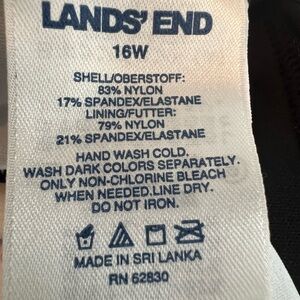 LANDS' END
16W
SHELL/OBERSTOFF:
83% NYLON
17% SPANDEX/ELASTANE
LINING/FUTTER:
79% NYLON
21% SPANDEX/ELASTANE
HAND WASH COLD.
WASH DARK COLORS SEPARATELY.
ONLY NON-CHLORINE BLEACH
WHEN NEEDED.LINE DRY.
DO NOT IRON.
MADE IN SRI LANKA
RN 62830